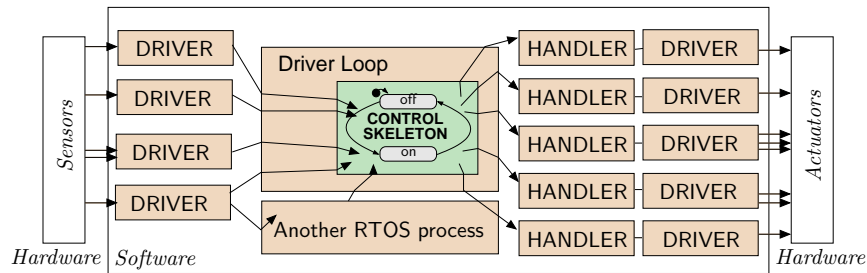 Sensors
Hardware
Software
DRIVER
DRIVER
DRIVER
DRIVER
Driver Loop
off
CONTROL
SKELETON
on
Another RTOS process
HANDLER
DRIVER
HANDLER
DRIVER
HANDLER
DRIVER
HANDLER
DRIVER
HANDLER
DRIVER
Actuators
Hardware